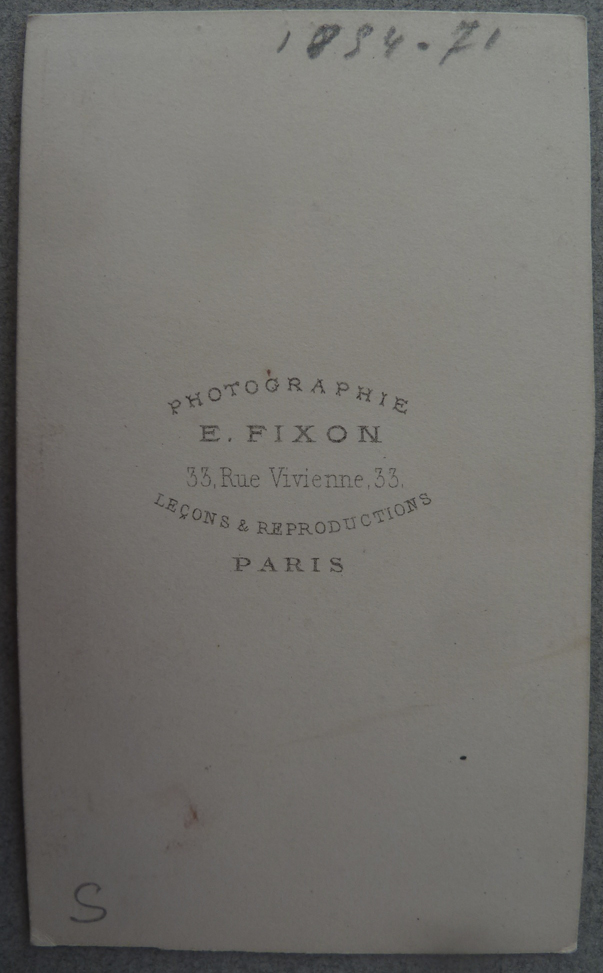 1854-71
PHOTOGRAPHIE
E. FIXON
33, Rue Vivienne, 33.
LEÇONS & REPRODUCTIONS
PARIS
S